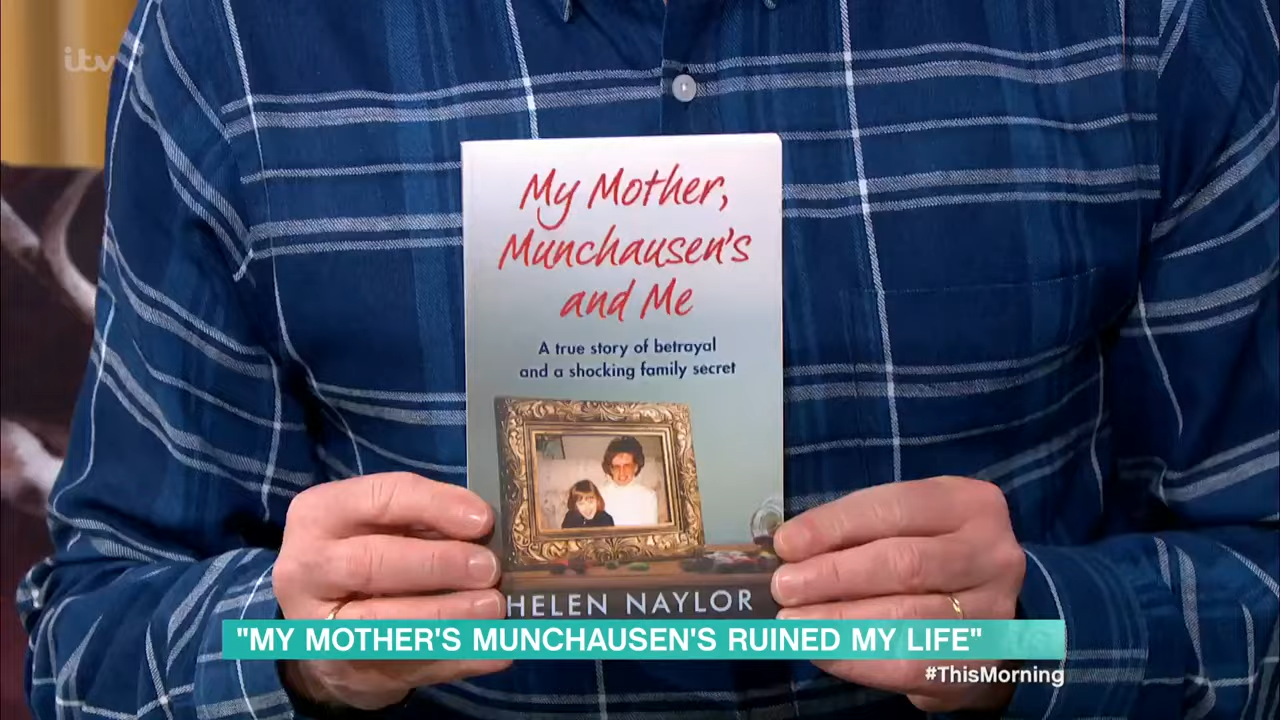 itv
My Mother,
Munchausen's
and Me
A true story of betrayal
and a shocking family secret
HELEN NAYLOR
"MY MOTHER'S MUNCHAUSEN'S RUINED MY LIFE"
#ThisMorning